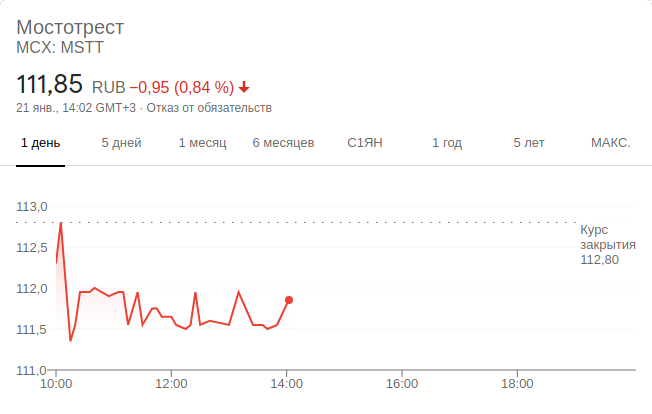 Мостотрест
MCX: MSTT
111,85 RUB −0,95 (0,84 %)
21 янв., 14:02 GMT+3 · Отказ от обязательств
1 день 5 дней 1 месяц 6 месяцев С1ЯН 1 год 5 лет МАКС.
113,0
Курс
112,5 закрытия
112,80
112,0
111,5
111,0
10:00 12:00 14:00 16:00 18:00